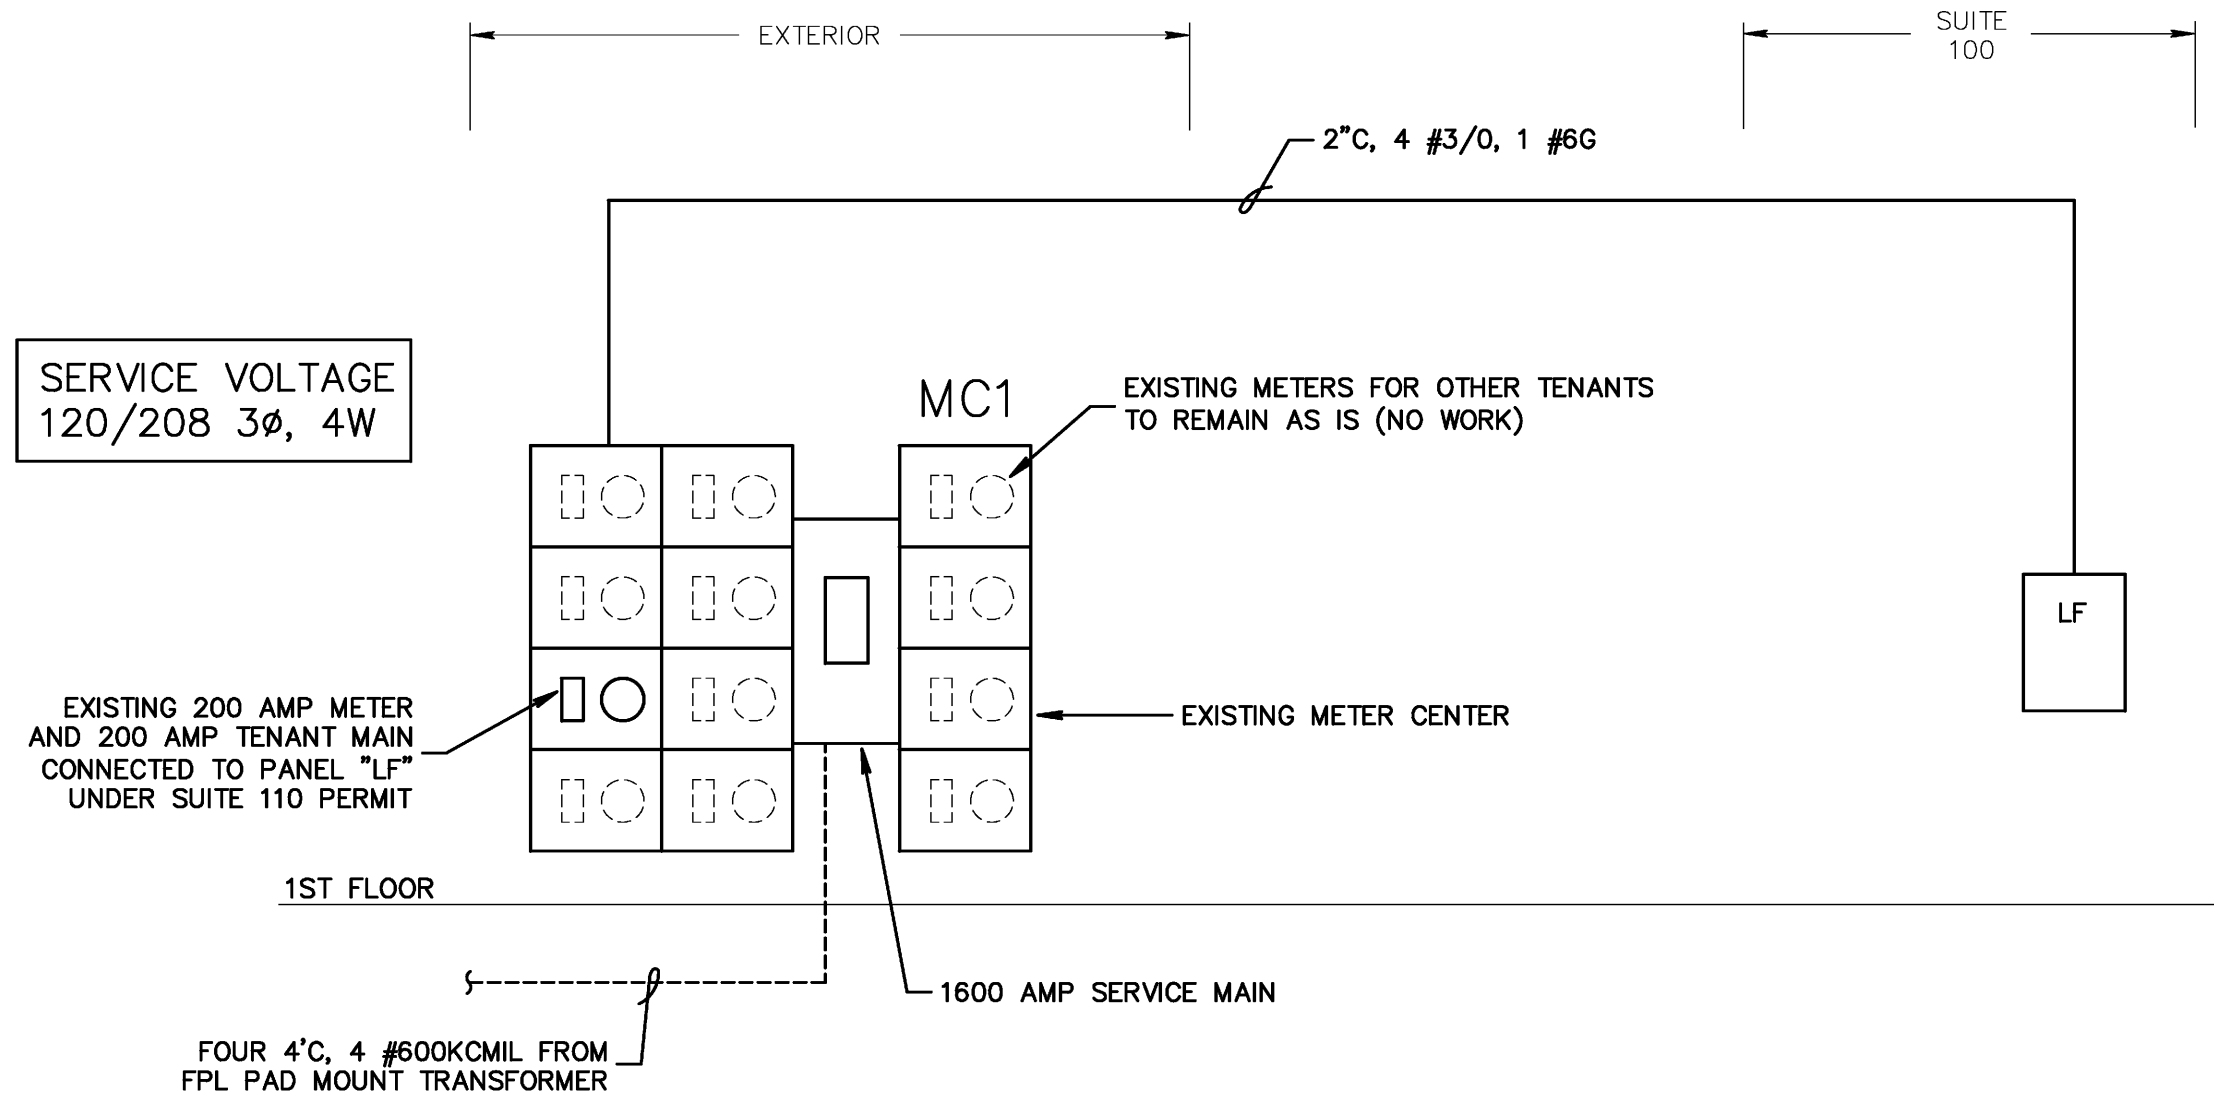 EXTERIOR
SUITE
100
2"C, 4 #3/0, 1 #6G
SERVICE VOLTAGE
120/208 3ø, 4W
MC1
EXISTING METERS FOR OTHER TENANTS
TO REMAIN AS IS (NO WORK)
LF
EXISTING 200 AMP METER
AND 200 AMP TENANT MAIN
CONNECTED TO PANEL "LF"
UNDER SUITE 110 PERMIT
EXISTING METER CENTER
1ST FLOOR
1600 AMP SERVICE MAIN
FOUR 4'C, 4 #600KCMIL FROM
FPL PAD MOUNT TRANSFORMER